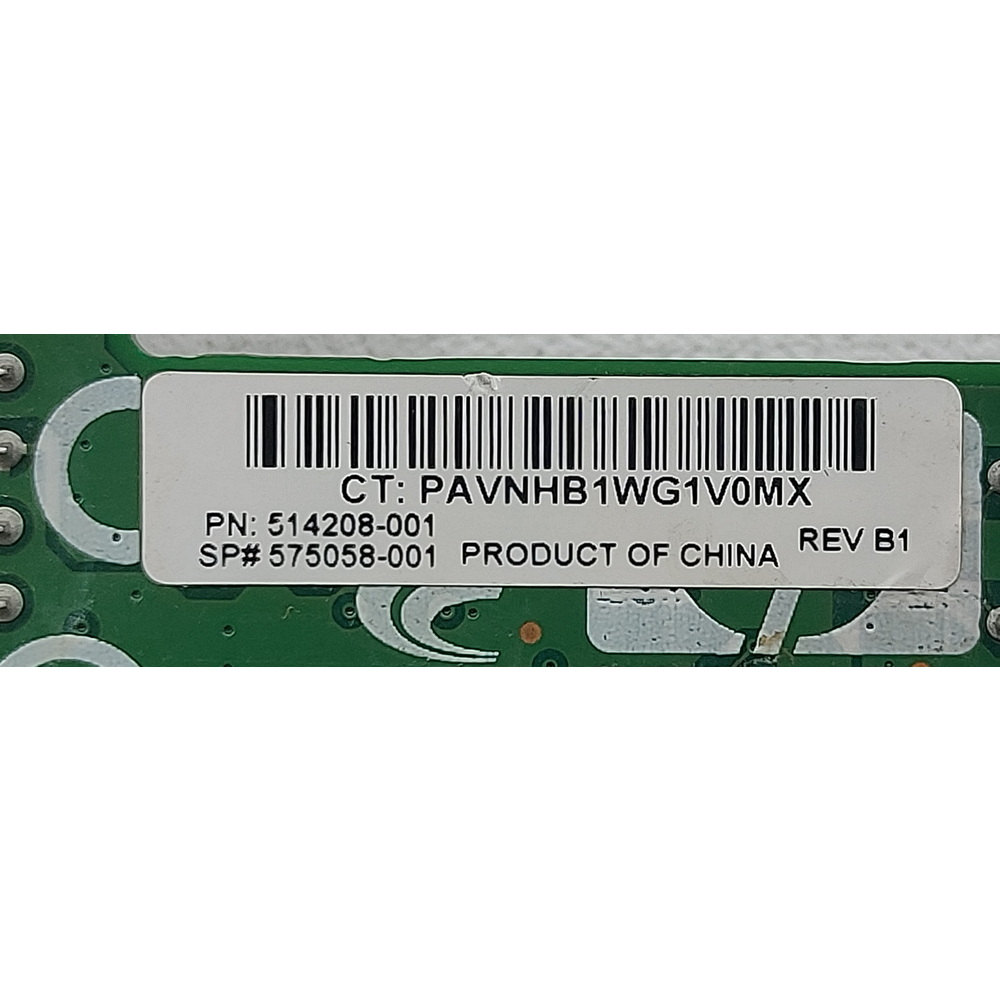 CT: PAVNHB1WG1V0MX
PN: 514208-001
SP# 575058-001 PRODUCT OF CHINA REV B1